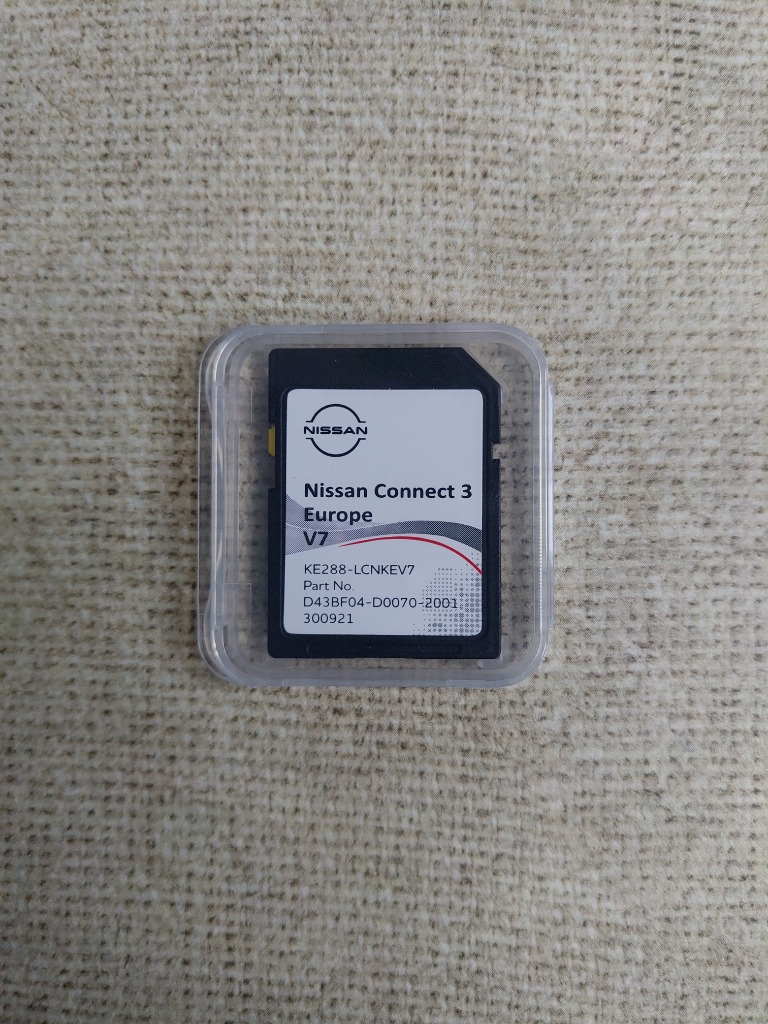 NISSAN
Nissan Connect 3
Europe
V7
KE288-LCNKEV7
Part No.
D43BF04-D0070-2001
300921